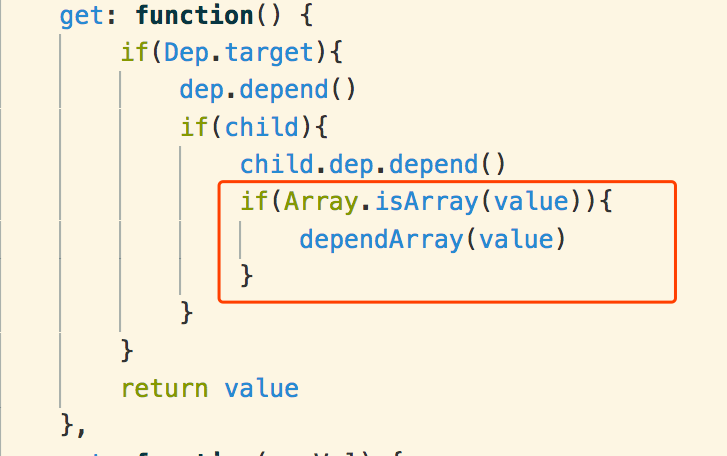 get: function() {
if(Dep.target){
dep.depend()
if(child){
child.dep.depend()
if(Array.isArray(value)){
dependArray(value)
}
}
}
return value
},